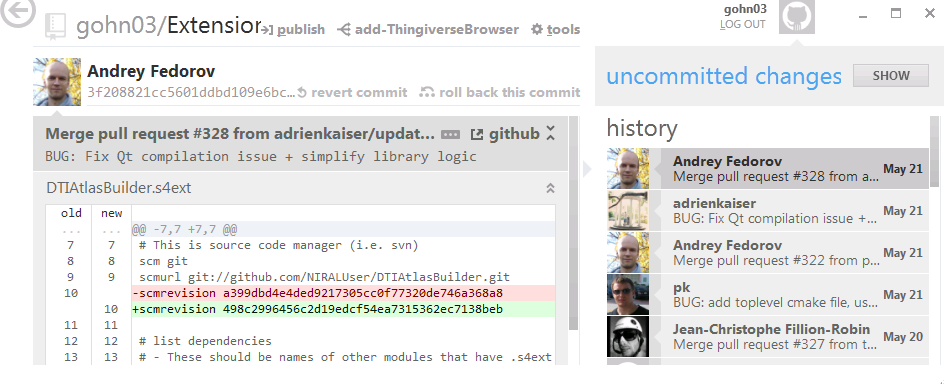 gohn03/Extension
publish
add-ThingiverseBrowser
tools
gohn03
LOG OUT
Andrey Fedorov
3f208821cc5601ddbd109e6bc...
revert commit
roll back this commit
Merge pull request #328 from adrienkaiser/updat...
github
BUG: Fix Qt compilation issue + simplify library logic
DTIAtlasBuilder.s4ext
old new
... ... @@ -7,7 +7,7 @@
7 7 # This is source code manager (i.e. svn)
8 8 scm git
9 9 scmurl git://github.com/NIRALUser/DTIAtlasBuilder.git
10 -scmrevision a399dbd4e4ded9217305cc0f77320de746a368a8
10 +scmrevision 498c2996456c2d19edcf54ea7315362ec7138beb
11 11
12 12 # list dependencies
13 13 # - These should be names of other modules that have .s4ext
uncommitted changes
SHOW
history
Andrey Fedorov
Merge pull request #328 from a...
May 21
adrienkaiser
BUG: Fix Qt compilation issue +...
May 21
Andrey Fedorov
Merge pull request #322 from p...
May 21
pk
BUG: add toplevel cmake file, us...
May 21
Jean-Christophe Fillion-Robin
Merge pull request #327 from t...
May 20